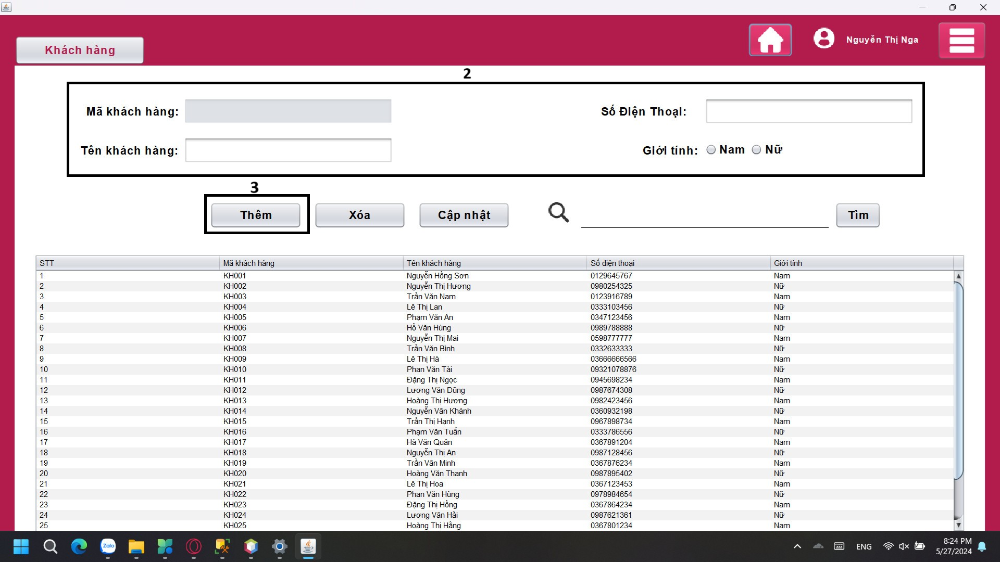 Khách hàng
Nguyễn Thị Nga
2
Mã khách hàng:
Số Điện Thoại:
Tên khách hàng:
Giới tính: Nam Nữ
3
Thêm Xóa Cập nhật Tìm
STT Mã khách hàng Tên khách hàng Số điện thoại Giới tính
1 KH001 Nguyễn Hồng Sơn 0129645767 Nam
2 KH002 Nguyễn Thị Hương 0980254325 Nữ
3 KH003 Trần Văn Nam 0123916789 Nam
4 KH004 Lê Thị Lan 0333103456 Nữ
5 KH005 Phạm Văn An 0347123456 Nam
6 KH006 Hồ Văn Hùng 0989788888 Nữ
7 KH007 Nguyễn Thị Mai 0598777777 Nam
8 KH008 Trần Văn Bình 0332633333 Nữ
9 KH009 Lê Thị Hà 03666666566 Nam
10 KH010 Phan Văn Tài 09321078876 Nữ
11 KH011 Đặng Thị Ngọc 0945698234 Nam
12 KH012 Lương Văn Dũng 0987674308 Nữ
13 KH013 Hoàng Thị Hương 0982423456 Nam
14 KH014 Nguyễn Văn Khánh 0360932198 Nữ
15 KH015 Trần Thị Hạnh 0967898734 Nam
16 KH016 Phạm Văn Tuấn 0333786556 Nữ
17 KH017 Hà Văn Quân 0367891204 Nam
18 KH018 Nguyễn Thị An 0987128456 Nữ
19 KH019 Trần Văn Minh 0367876234 Nam
20 KH020 Hoàng Văn Thanh 0987895402 Nữ
21 KH021 Lê Thị Hoa 0367123453 Nam
22 KH022 Phan Văn Hùng 0978984654 Nữ
23 KH023 Đặng Thị Hồng 0367864234 Nam
24 KH024 Lương Văn Hải 0987621361 Nữ
25 KH025 Hoàng Thị Hằng 0367801234 Nam
Zalo
ENG
8:24 PM
5/27/2024